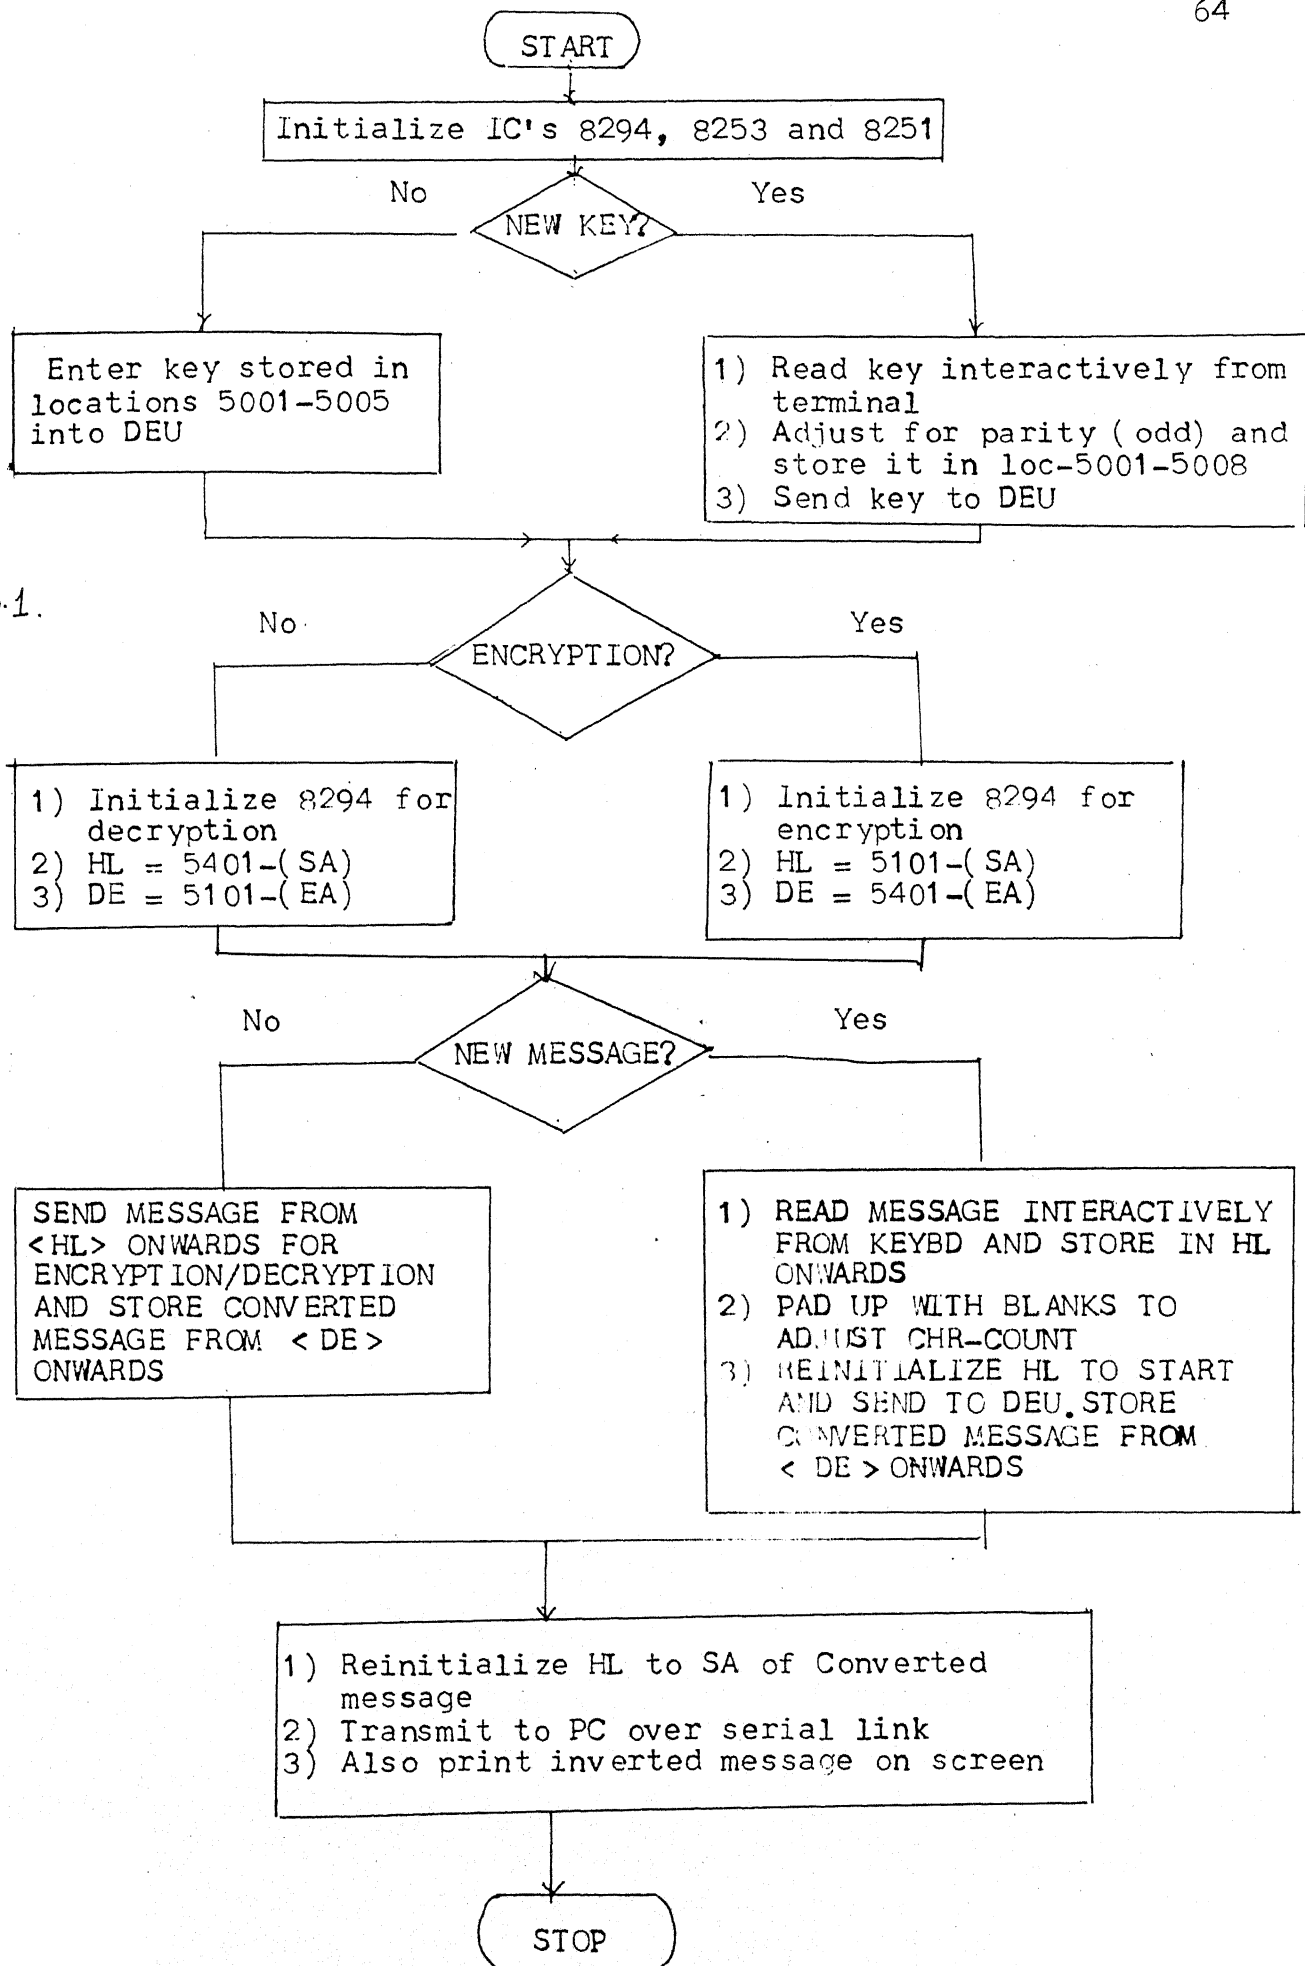 64
START
Initialize IC's 8294, 8253 and 8251
No
Yes
NEW KEY?
Enter key stored in
locations 5001-5005
into DEU
1) Read key interactively from
terminal
2) Adjust for parity (odd) and
store it in loc-5001-5008
3) Send key to DEU
.1.
No
Yes
ENCRYPTION?
1) Initialize 8294 for
decryption
2) HL = 5401-(SA)
3) DE = 5101-(EA)
1) Initialize 8294 for
encryption
2) HL = 5101-(SA)
3) DE = 5401-(EA)
No
Yes
NEW MESSAGE?
SEND MESSAGE FROM
<HL> ONWARDS FOR
ENCRYPTION/DECRYPTION
AND STORE CONVERTED
MESSAGE FROM <DE>
ONWARDS
1) READ MESSAGE INTERACTIVELY
FROM KEYBD AND STORE IN HL
ONWARDS
2) PAD UP WITH BLANKS TO
ADJUST CHR-COUNT
3) REINITIALIZE HL TO START
AND SEND TO DEU. STORE
CONVERTED MESSAGE FROM
< DE > ONWARDS
1) Reinitialize HL to SA of Converted
message
2) Transmit to PC over serial link
3) Also print inverted message on screen
STOP